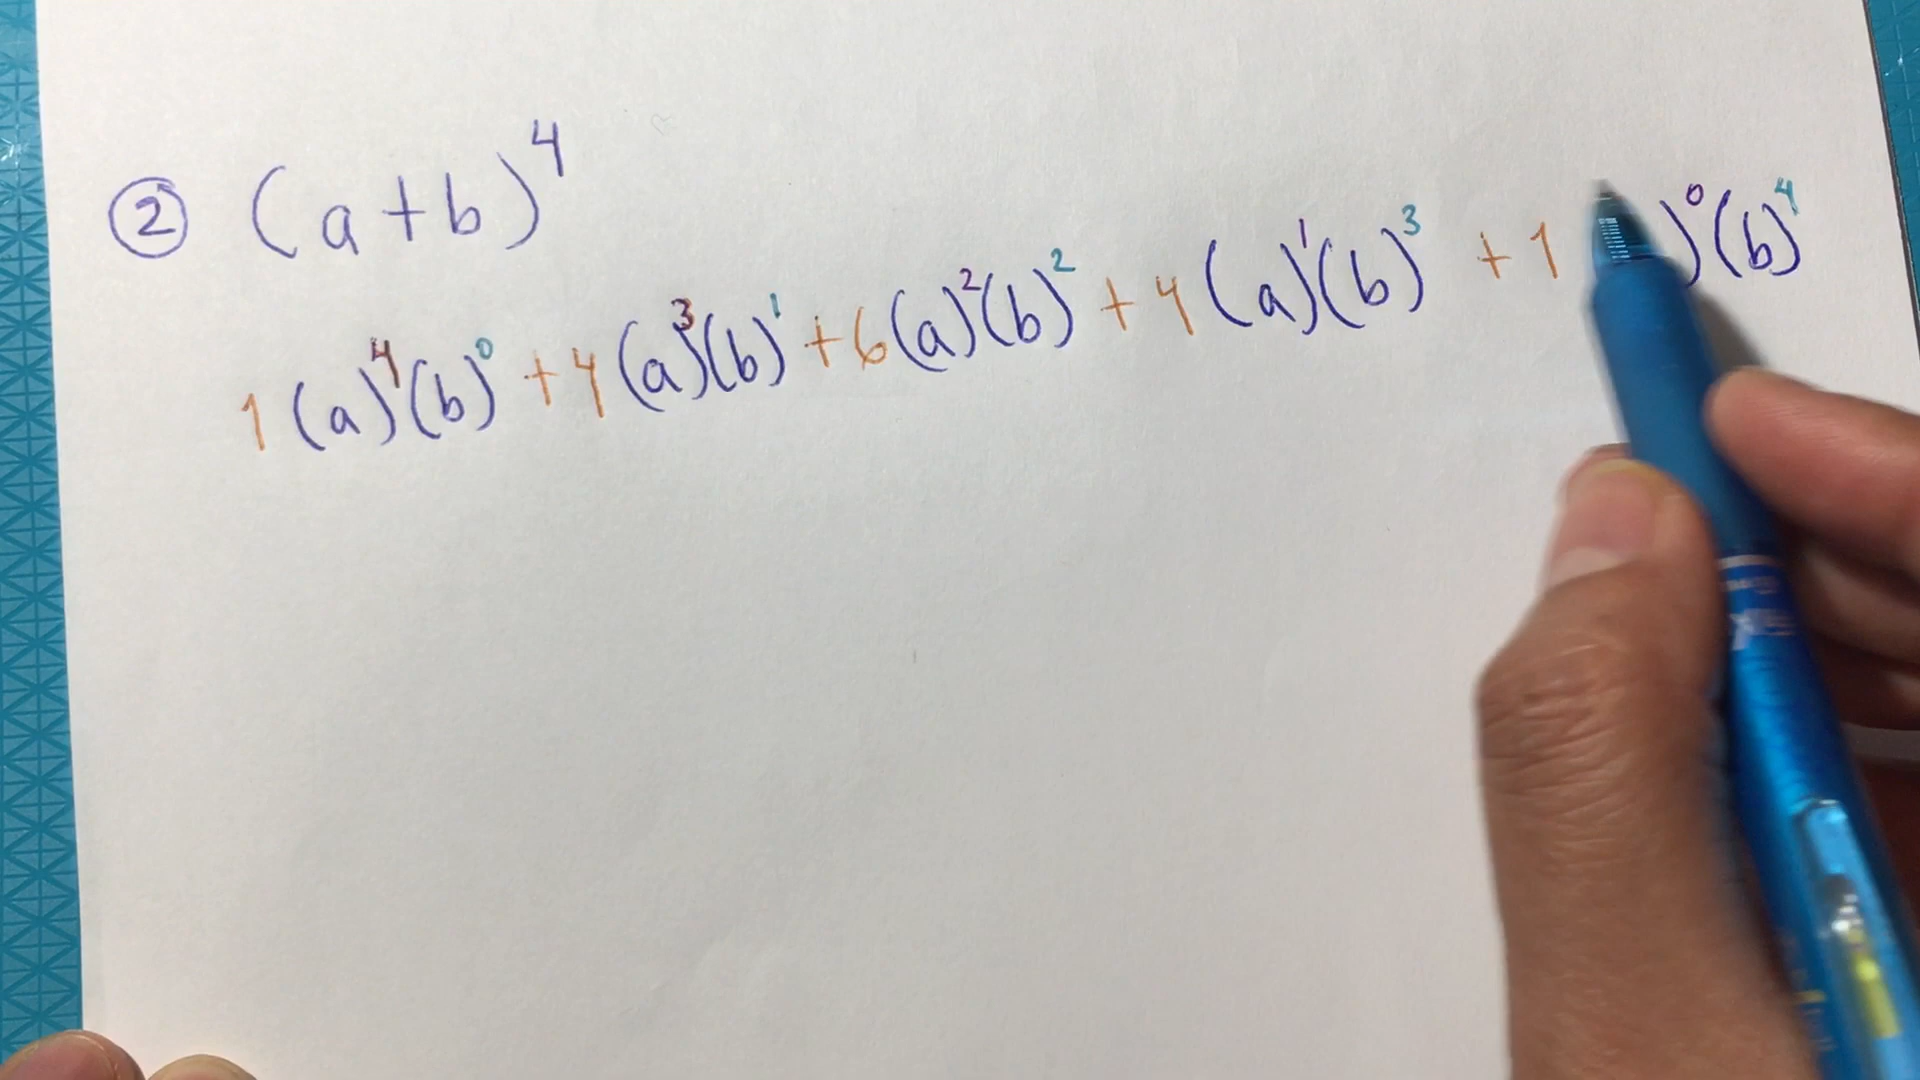 ② (a+b)⁴
1(a)⁴(b)⁰ + 4(a)³(b)¹ + 6(a)²(b)² + 4(a)¹(b)³ + 1 )⁰(b)⁴